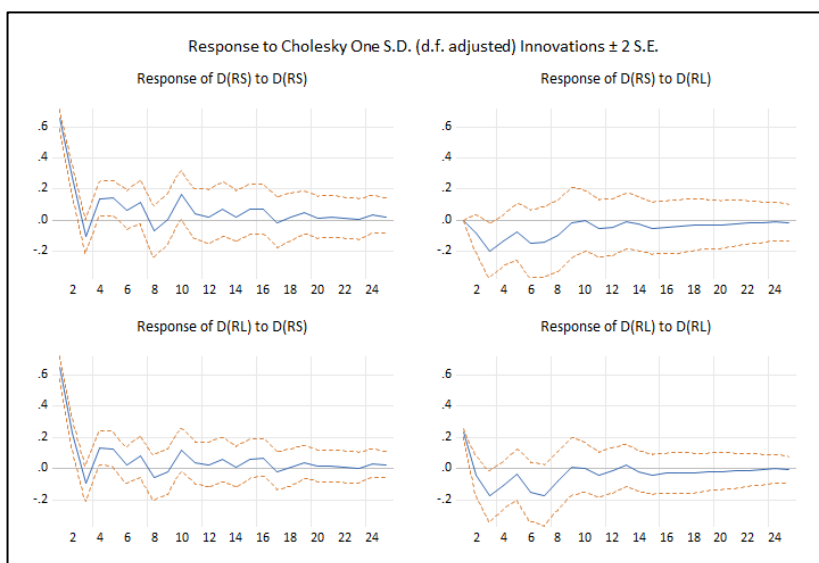 Response to Cholesky One S.D. (d.f. adjusted) Innovations ± 2 S.E.
Response of D(RS) to D(RS)
.6
.4
.2
.0
-.2
2 4 6 8 10 12 14 16 18 20 22 24
Response of D(RS) to D(RL)
.6
.4
.2
.0
-.2
2 4 6 8 10 12 14 16 18 20 22 24
Response of D(RL) to D(RS)
.6
.4
.2
.0
-.2
2 4 6 8 10 12 14 16 18 20 22 24
Response of D(RL) to D(RL)
.6
.4
.2
.0
-.2
2 4 6 8 10 12 14 16 18 20 22 24